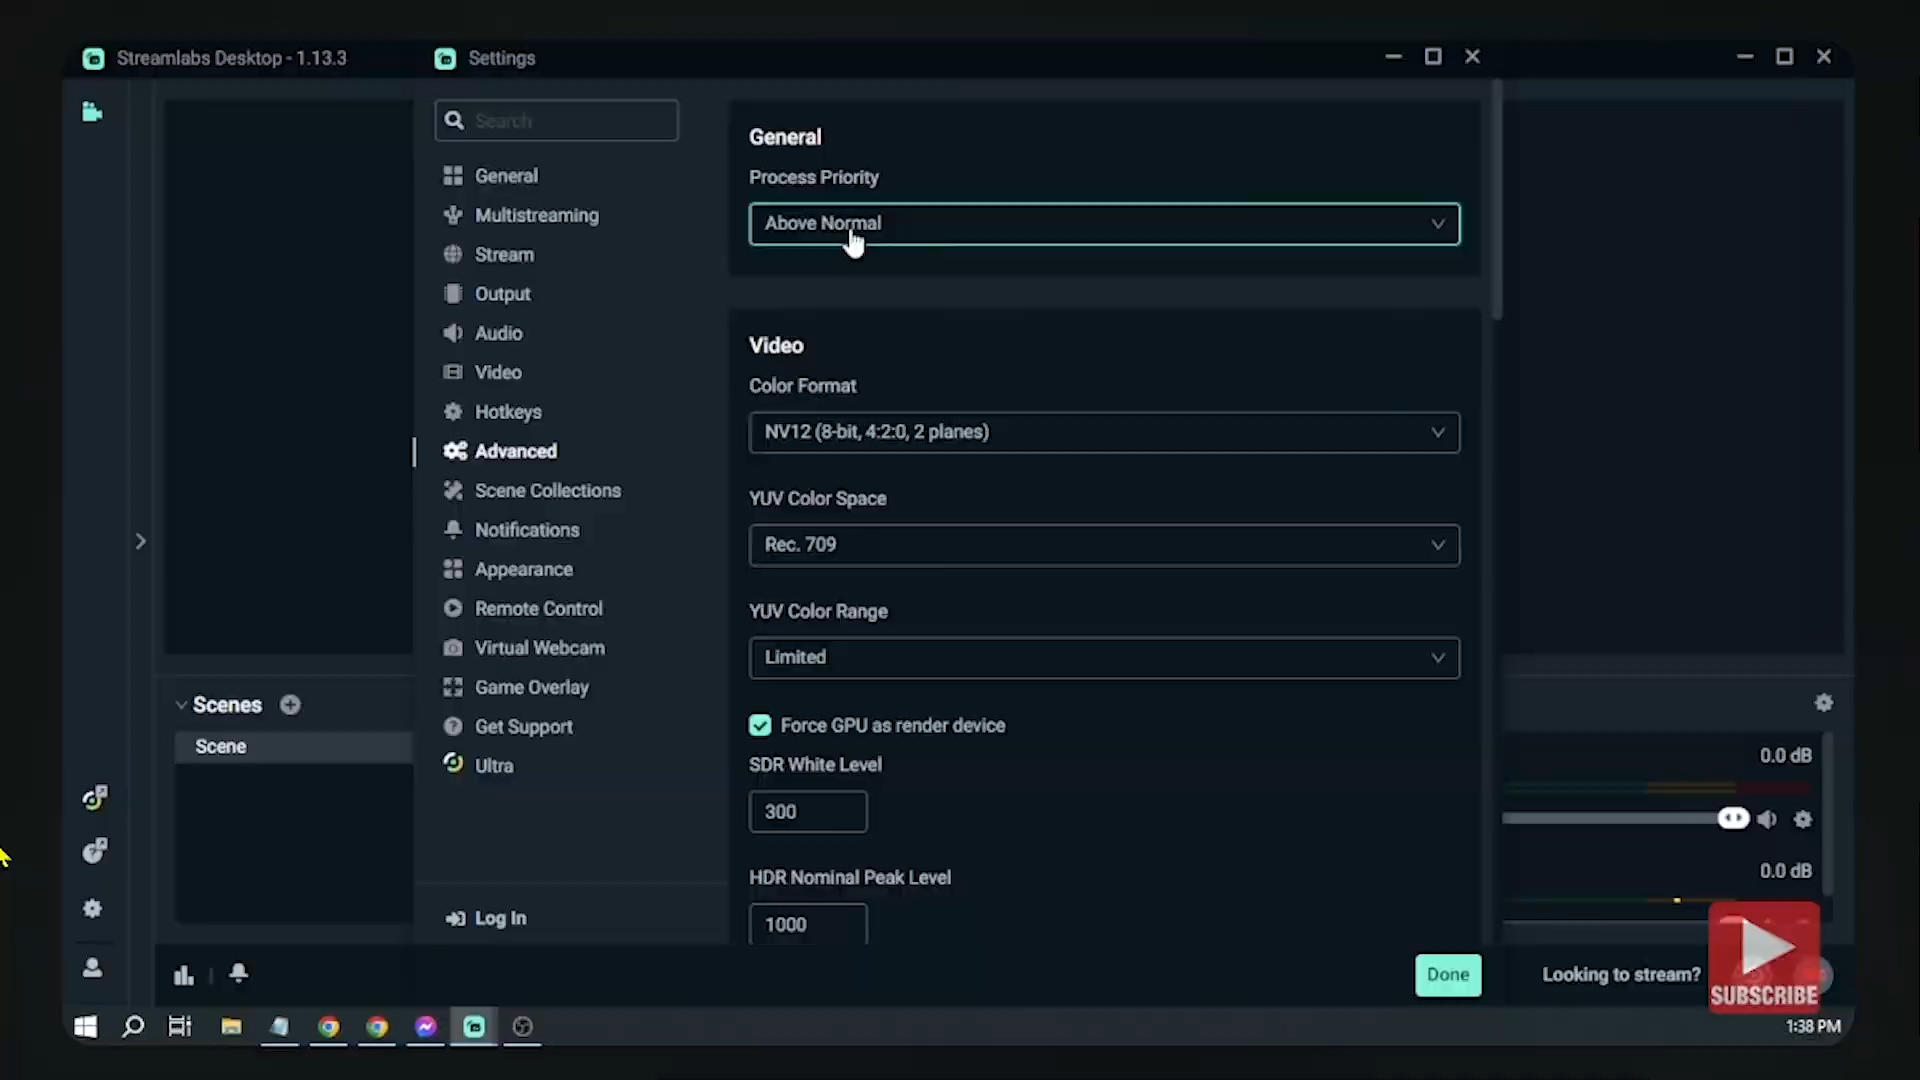 Streamlabs Desktop - 1.13.3
Settings
Search
General
Multistreaming
Stream
Output
Audio
Video
Hotkeys
Advanced
Scene Collections
Notifications
Appearance
Remote Control
Virtual Webcam
Game Overlay
Get Support
Ultra
Log In
General
Process Priority
Above Normal
Video
Color Format
NV12 (8-bit, 4:2:0, 2 planes)
YUV Color Space
Rec. 709
YUV Color Range
Limited
Force GPU as render device
SDR White Level
300
HDR Nominal Peak Level
1000
Done
Scenes
Scene
0.0 dB
0.0 dB
Looking to stream?
SUBSCRIBE
1:38 PM